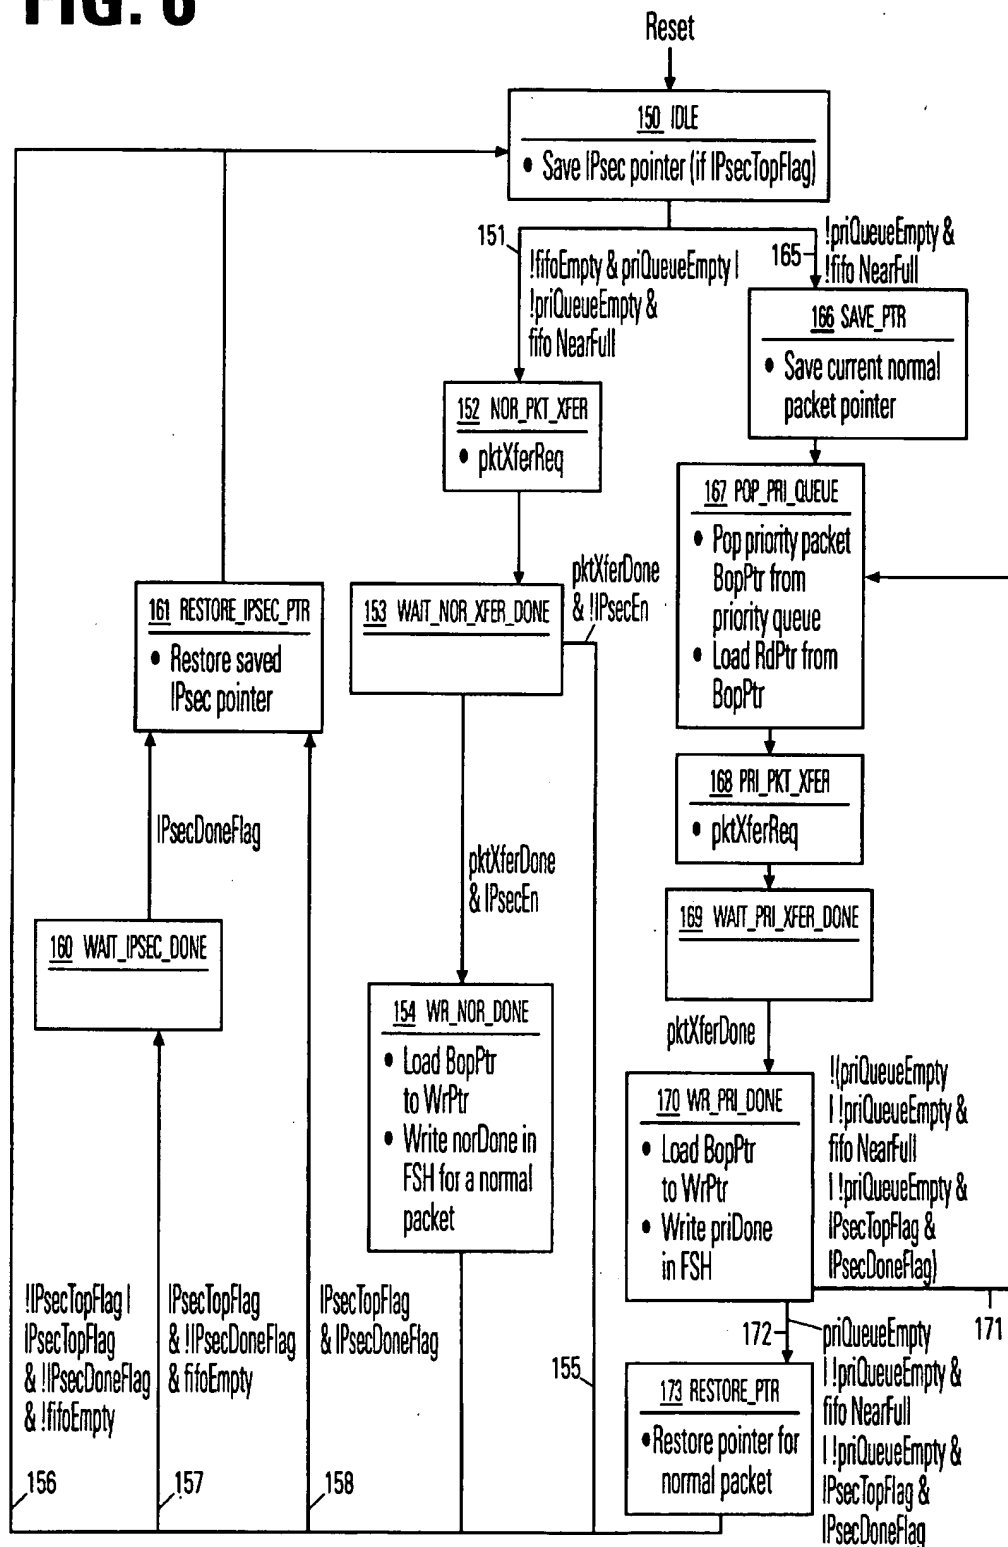 FIG. 6
Reset
150 IDLE
• Save IPsec pointer (if IPsecTopFlag)
151
!fifoEmpty & priQueueEmpty |
!priQueueEmpty &
fifo NearFull
165
!priQueueEmpty &
!fifo NearFull
166 SAVE_PTR
• Save current normal
packet pointer
152 NOR_PKT_XFER
• pktXferReq
167 POP_PRI_QUEUE
• Pop priority packet
BopPtr from
priority queue
• Load RdPtr from
BopPtr
161 RESTORE_IPSEC_PTR
• Restore saved
IPsec pointer
153 WAIT_NOR_XFER_DONE
pktXferDone
& !IPsecEn
168 PRI_PKT_XFER
• pktXferReq
IPsecDoneFlag
pktXferDone
& IPsecEn
160 WAIT_IPSEC_DONE
169 WAIT_PRI_XFER_DONE
pktXferDone
154 WR_NOR_DONE
• Load BopPtr
to WrPtr
• Write norDone in
FSH for a normal
packet
170 WR_PRI_DONE
• Load BopPtr
to WrPtr
• Write priDone
in FSH
!(priQueueEmpty
| !priQueueEmpty &
fifo NearFull
| !priQueueEmpty &
IPsecTopFlag &
IPsecDoneFlag)
171
!IPsecTopFlag |
IPsecTopFlag
& !IPsecDoneFlag
& !fifoEmpty
IPsecTopFlag
& !IPsecDoneFlag
& fifoEmpty
IPsecTopFlag
& IPsecDoneFlag
155
172
priQueueEmpty
| !priQueueEmpty &
fifo NearFull
| !priQueueEmpty &
IPsecTopFlag &
IPsecDoneFlag
173 RESTORE_PTR
• Restore pointer for
normal packet
156
157
158